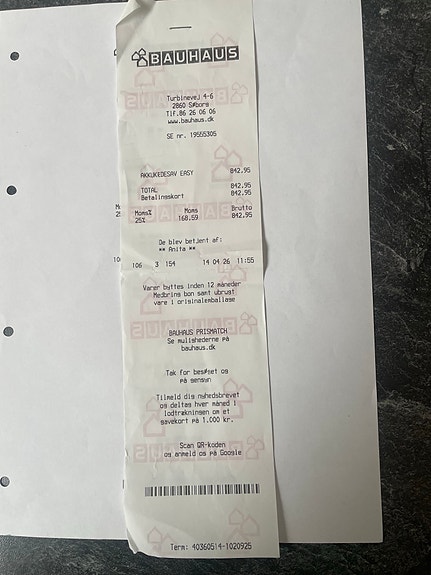 BAUHAUS
Turbinevej 4-6
2860 Søborg
Tlf.86 26 06 06
www.bauhaus.dk
SE nr. 19555305
AKKUKÆDESAV EASY 842,95
TOTAL 842,95
Betalingskort 842,95
Moms% Moms Brutto
25% 168.59 842,95
De blev betjent af:
** Anita **
106 3 154 14 04 26 11:55
Varer byttes inden 12 måneder
Medbring bon samt ubrugt
vare i originalemballage
BAUHAUS PRISMATCH
Se mulighederne på
bauhaus.dk
Tak for besøget og
på gensyn
Tilmeld dig nyhedsbrevet
og deltag hver måned i
lodtrækningen om et
gavekort på 1.000 kr.
Scan QR-koden
og anmeld os på Google
Term: 40360514-1020925